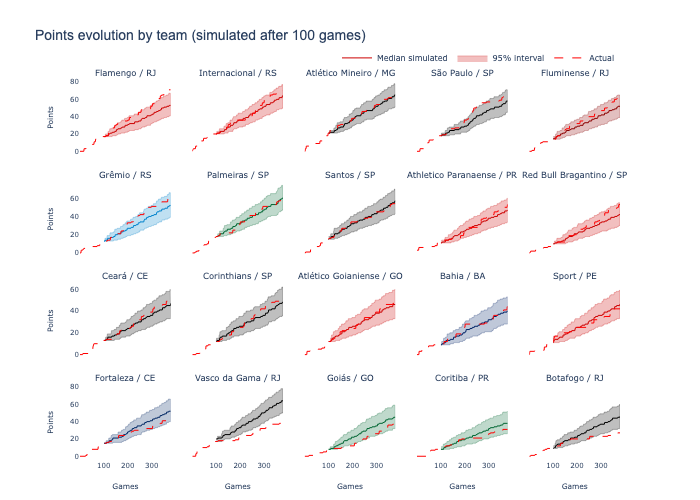 Points evolution by team (simulated after 100 games)
Median simulated 95% interval Actual
Flamengo / RJ Internacional / RS Atlético Mineiro / MG São Paulo / SP Fluminense / RJ
80
60
40
20
0
Points
Grêmio / RS Palmeiras / SP Santos / SP Athletico Paranaense / PR Red Bull Bragantino / SP
60
40
20
0
Points
Ceará / CE Corinthians / SP Atlético Goianiense / GO Bahia / BA Sport / PE
60
40
20
0
Points
Fortaleza / CE Vasco da Gama / RJ Goiás / GO Coritiba / PR Botafogo / RJ
80
60
40
20
0
Points
100 200 300 100 200 300 100 200 300 100 200 300 100 200 300
Games Games Games Games Games